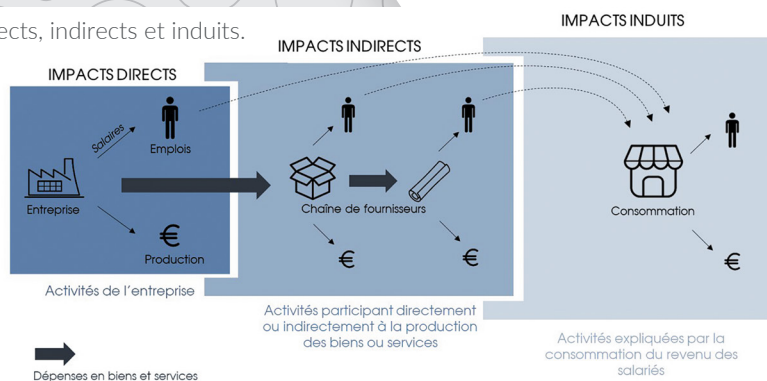 ects, indirects et induits.
IMPACTS DIRECTS
Salaires
Emplois
Entreprise
€
Production
Activités de l'entreprise
IMPACTS INDIRECTS
Chaîne de fournisseurs
€
€
Activités participant directement
ou indirectement à la production
des biens ou services
IMPACTS INDUITS
Consommation
€
Activités expliquées par la
consommation du revenu des
salariés
Dépenses en biens et services